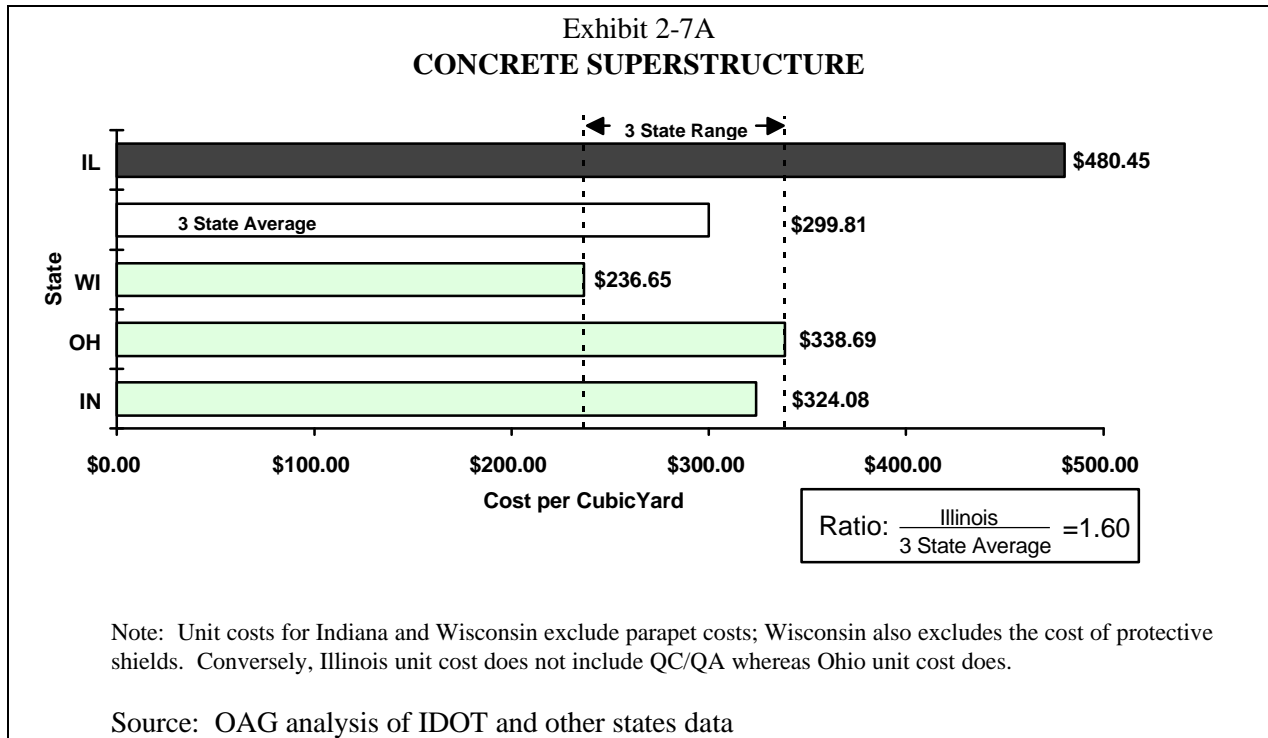 Exhibit 2-7A
CONCRETE SUPERSTRUCTURE
3 State Range
IL
$480.45
3 State Average
$299.81
State
WI
$236.65
OH
$338.69
IN
$324.08
$0.00 $100.00 $200.00 $300.00 $400.00 $500.00
Cost per CubicYard
Ratio: Illinois
3 State Average
=1.60
Note: Unit costs for Indiana and Wisconsin exclude parapet costs; Wisconsin also excludes the cost of protective
shields. Conversely, Illinois unit cost does not include QC/QA whereas Ohio unit cost does.
Source: OAG analysis of IDOT and other states data